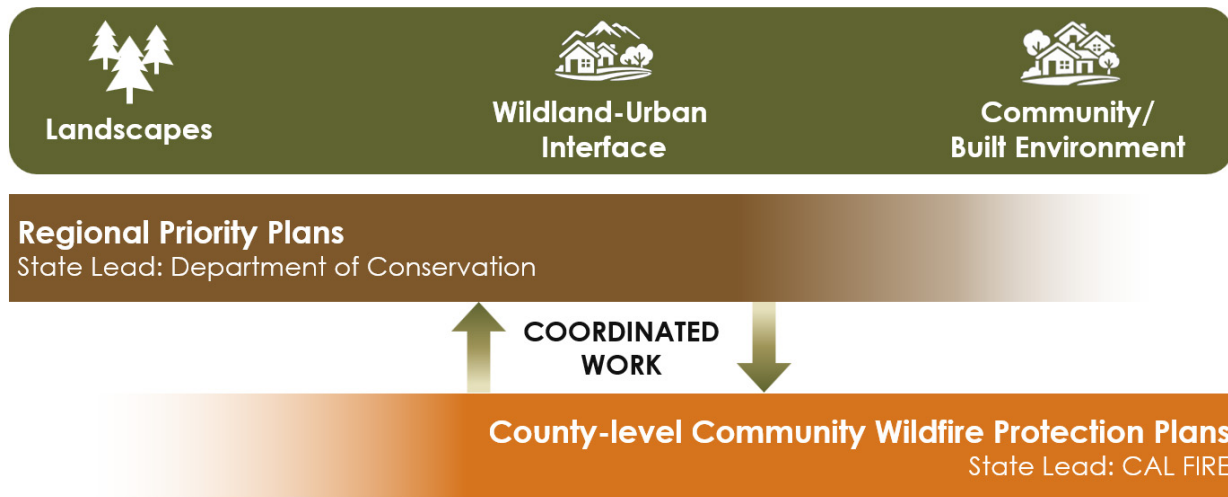 Landscapes
Wildland-Urban
Interface
Community/
Built Environment
Regional Priority Plans
State Lead: Department of Conservation
COORDINATED
WORK
County-level Community Wildfire Protection Plans
State Lead: CAL FIRE